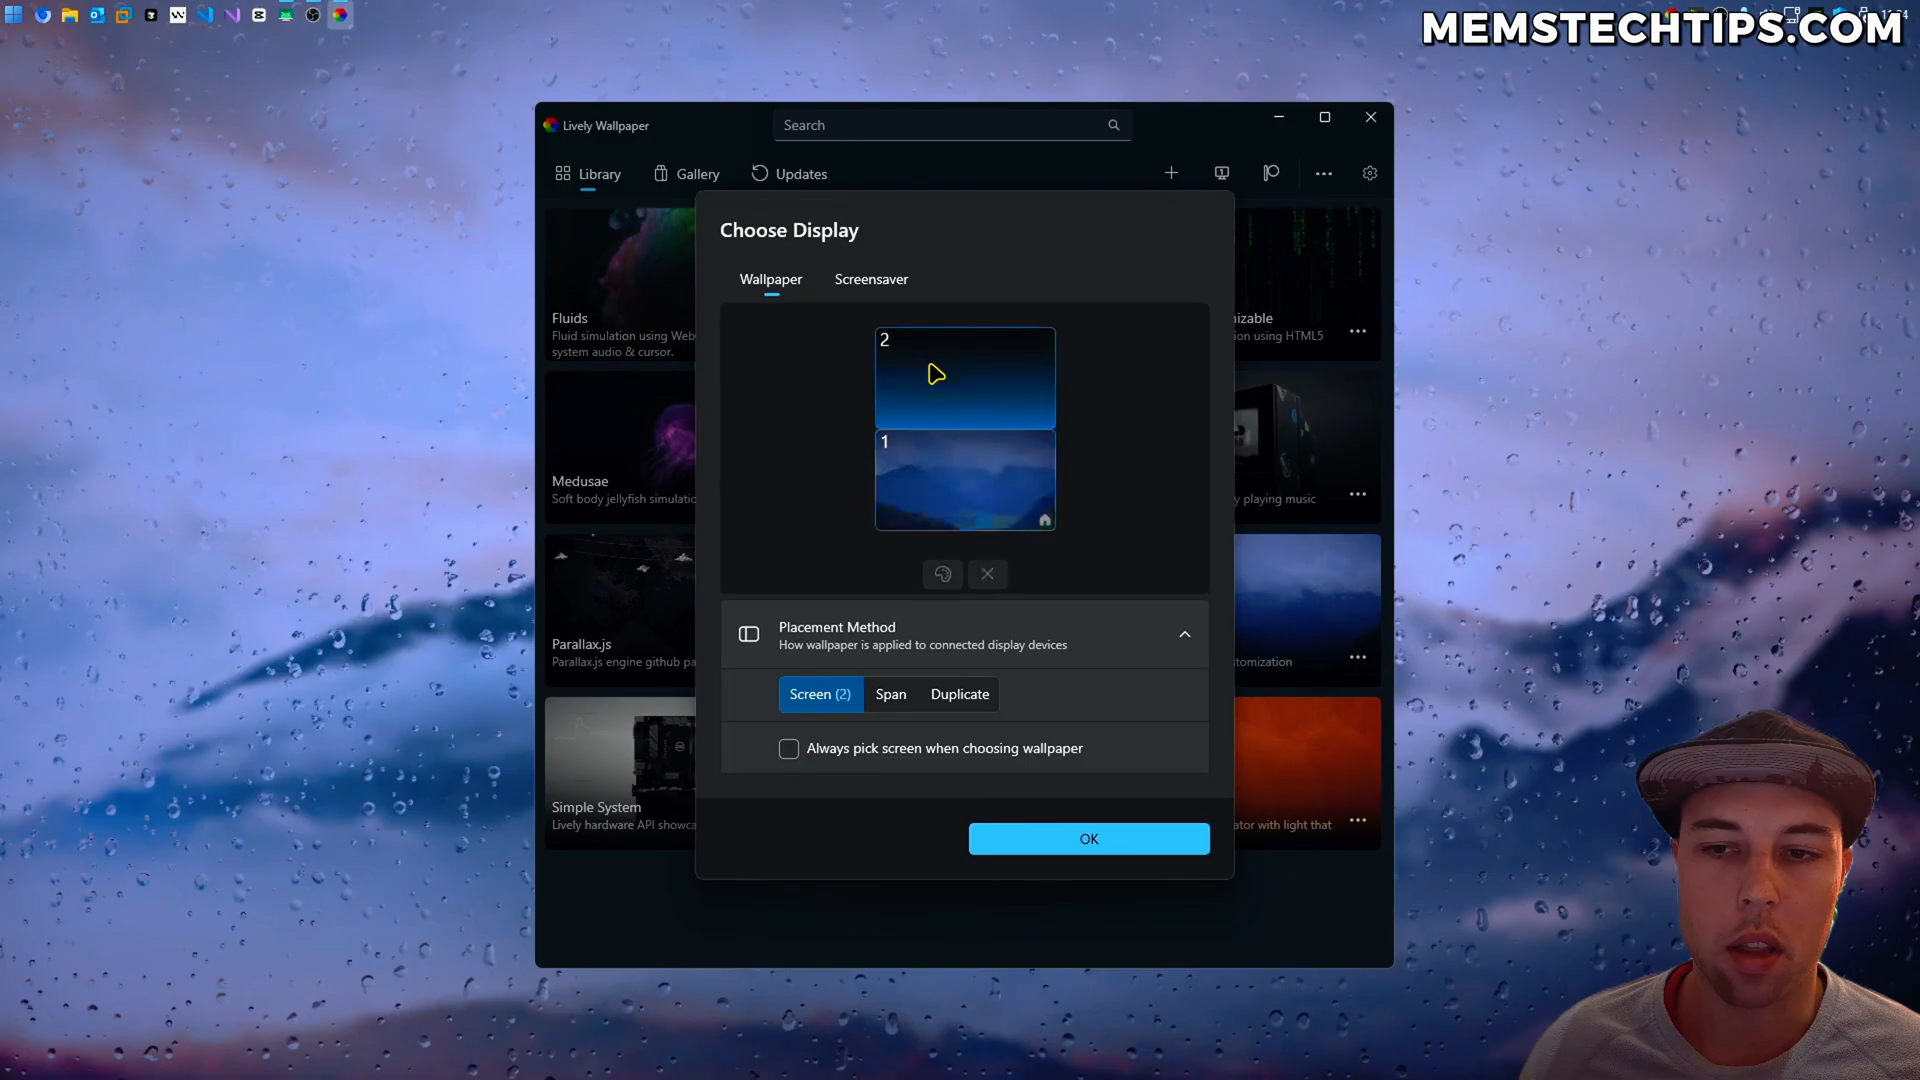 MEMSTECHTIPS.COM
Lively Wallpaper
Search
Library
Gallery
Updates
Choose Display
Wallpaper
Screensaver
2
1
Placement Method
How wallpaper is applied to connected display devices
Screen (2)
Span
Duplicate
Always pick screen when choosing wallpaper
OK
Fluids
Fluid simulation using Web
system audio & cursor.
izable
ion using HTML5
Medusae
Soft body jellyfish simulatio
y playing music
Parallax.js
Parallax.js engine github pa
tomization
Simple System
Lively hardware API showca
ator with light that